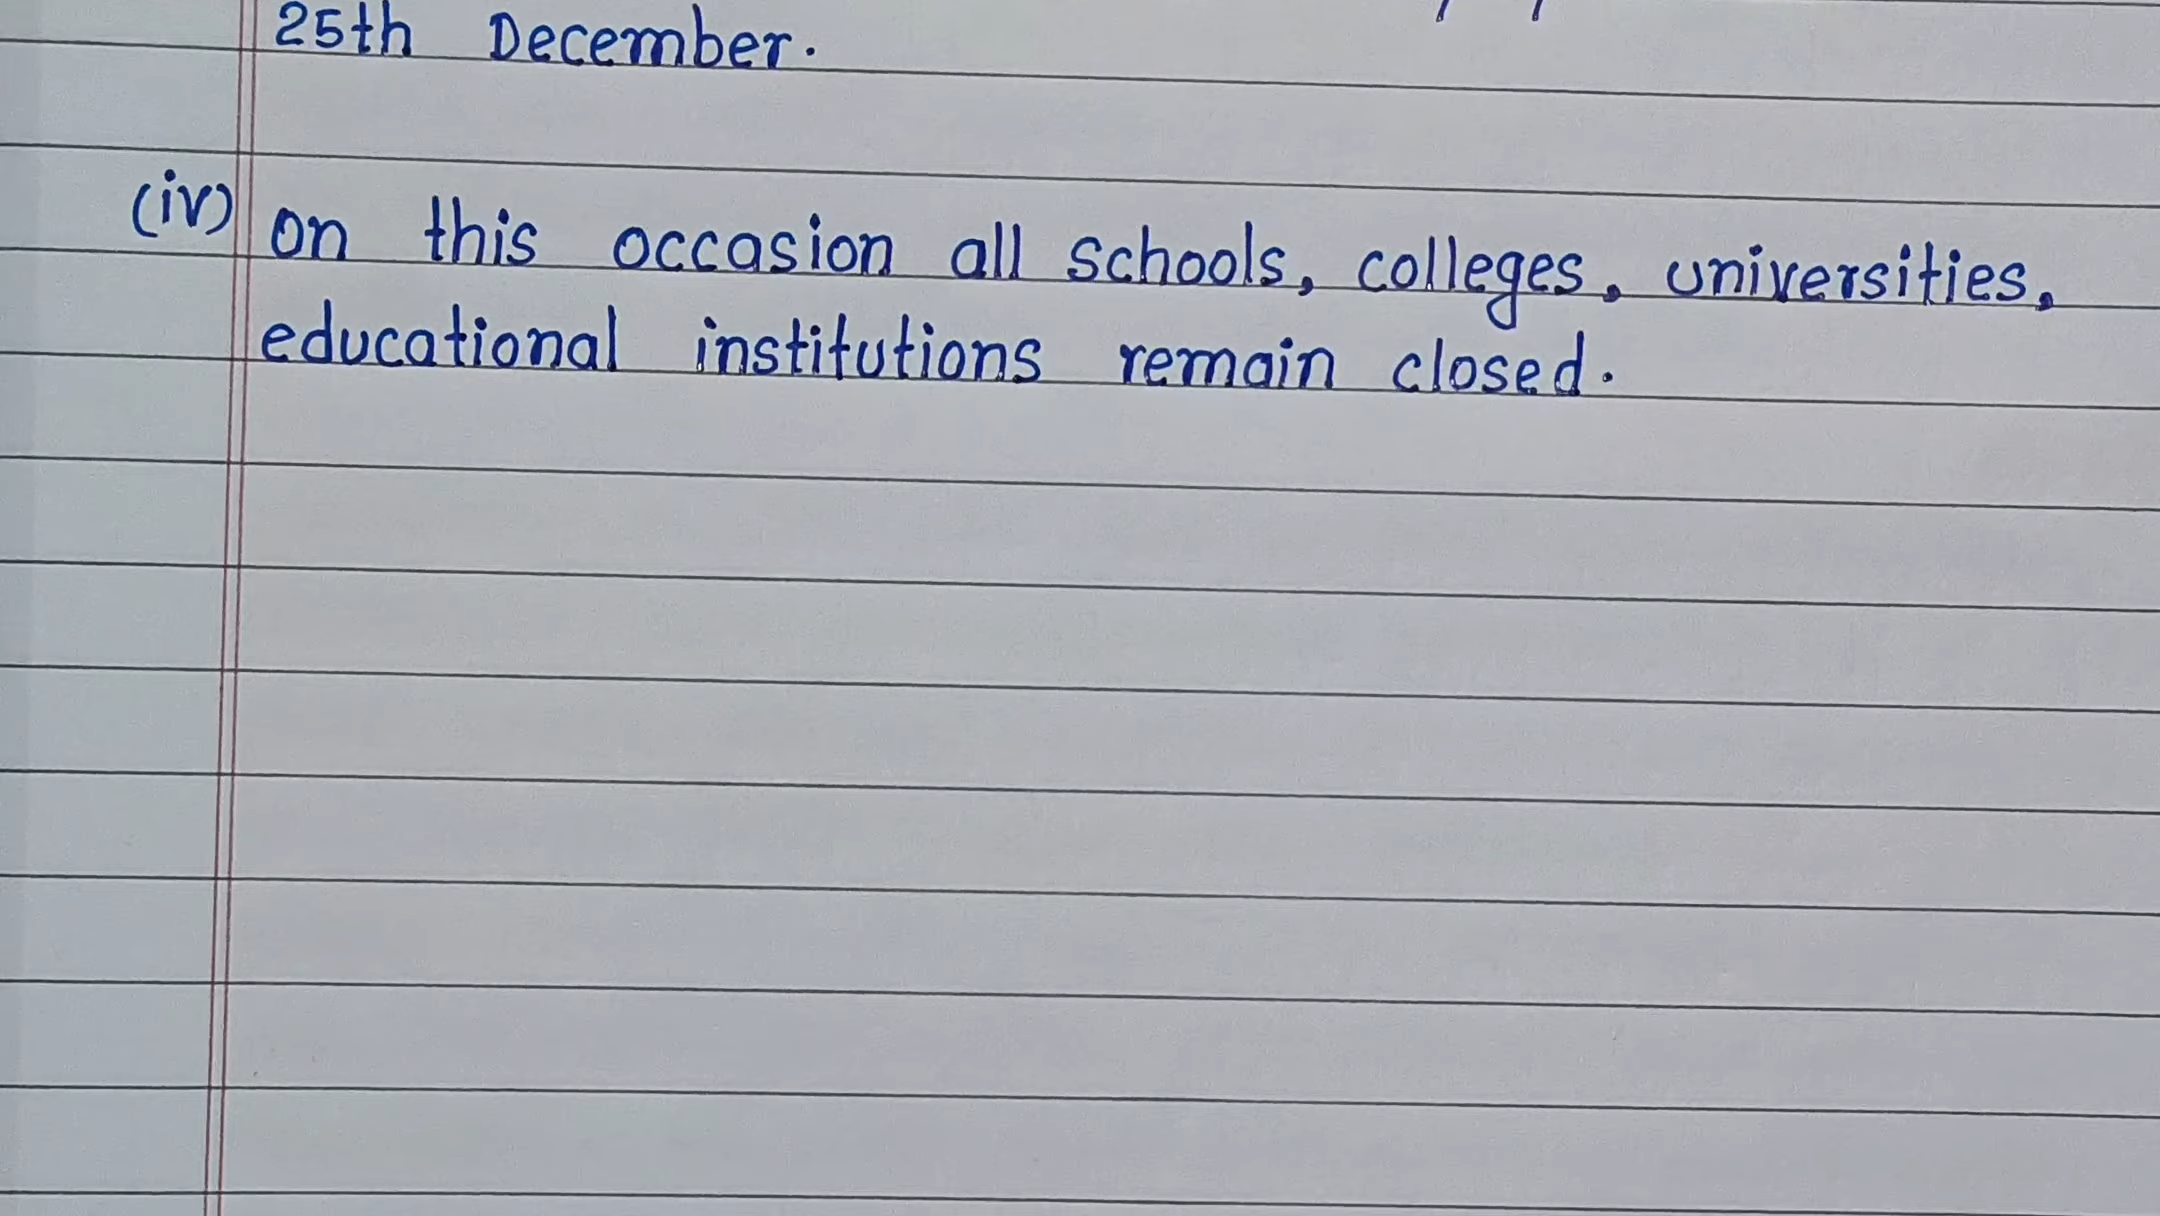 25th December.
(iv) on this occasion all schools, colleges, universities,
educational institutions remain closed.